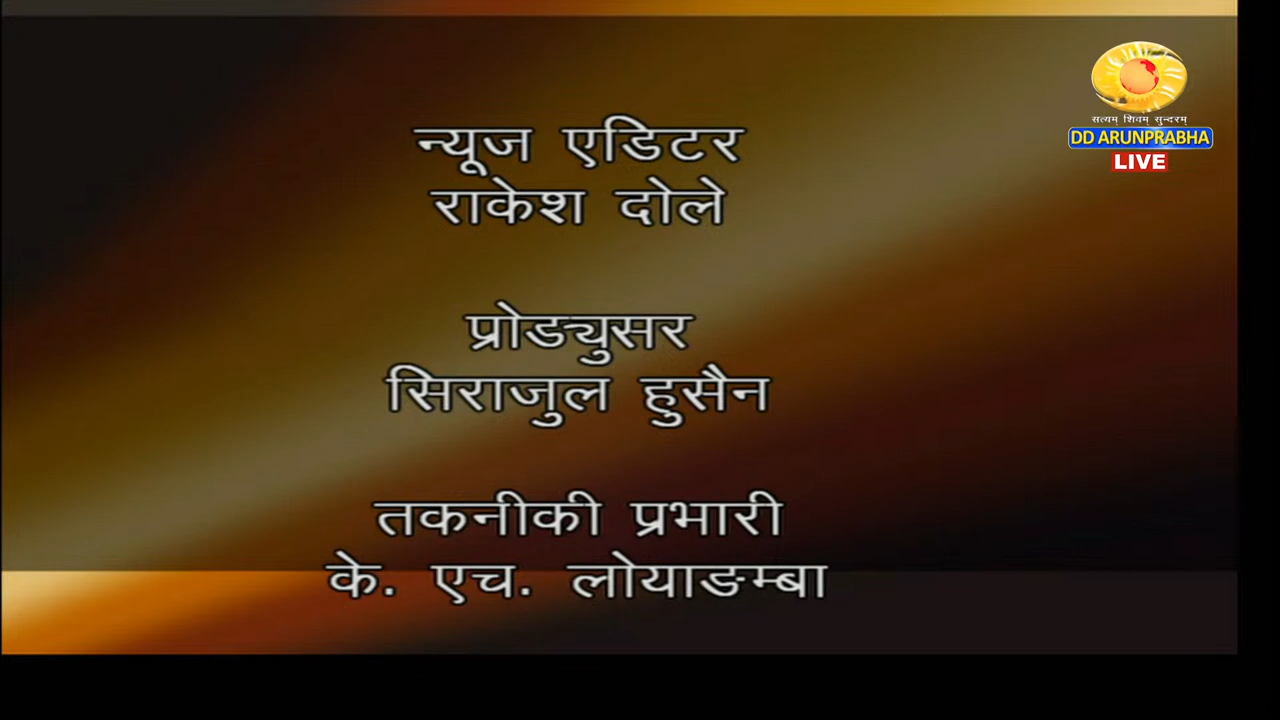 न्यूज एडिटर
राकेश दोले
प्रोड्युसर
सिराजुल हुसैन
तकनीकी प्रभारी
के. एच. लोयाङम्बा
सत्यम् शिवम् सुन्दरम्
DD ARUNPRABHA
LIVE